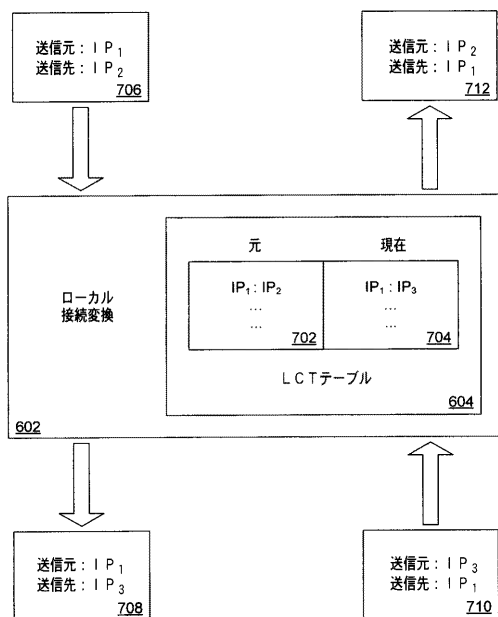 送信元：ＩＰ₁
送信先：ＩＰ₂
706
送信元：ＩＰ₂
送信先：ＩＰ₁
712
ローカル
接続変換
602
元
現在
IP₁ : IP₂
…
…
702
IP₁ : IP₃
…
…
704
ＬＣＴテーブル
604
送信元：ＩＰ₁
送信先：ＩＰ₃
708
送信元：ＩＰ₃
送信先：ＩＰ₁
710